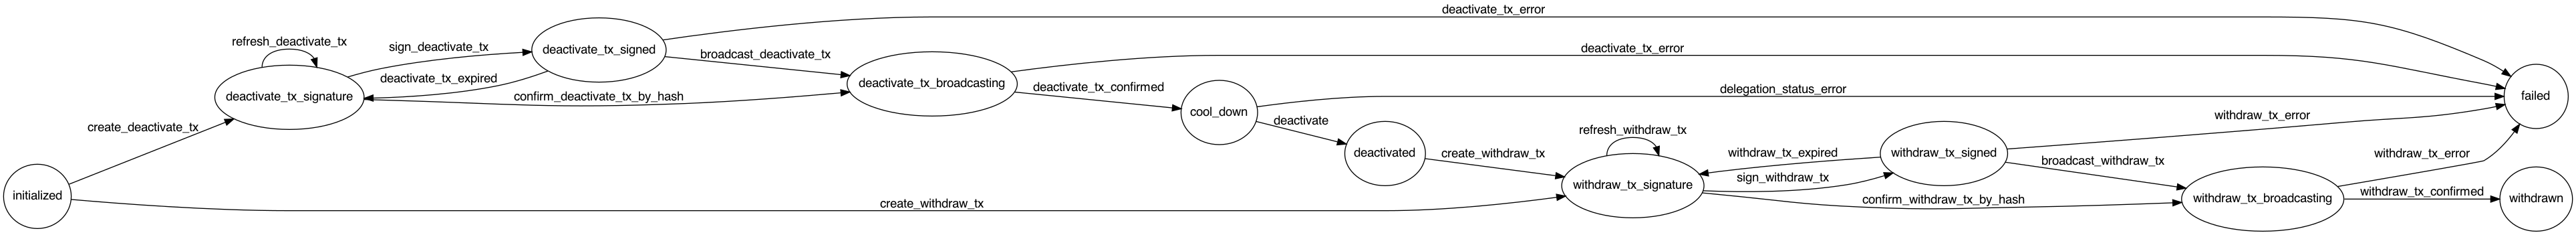 deactivate_tx_error
refresh_deactivate_tx
sign_deactivate_tx
deactivate_tx_signed
broadcast_deactivate_tx
deactivate_tx_error
deactivate_tx_expired
deactivate_tx_broadcasting
deactivate_tx_confirmed
delegation_status_error
deactivate_tx_signature
confirm_deactivate_tx_by_hash
failed
cool_down
create_deactivate_tx
deactivate
withdraw_tx_error
refresh_withdraw_tx
deactivated
create_withdraw_tx
withdraw_tx_expired
withdraw_tx_signed
withdraw_tx_error
broadcast_withdraw_tx
sign_withdraw_tx
withdraw_tx_signature
withdraw_tx_confirmed
initialized
create_withdraw_tx
confirm_withdraw_tx_by_hash
withdraw_tx_broadcasting
withdrawn